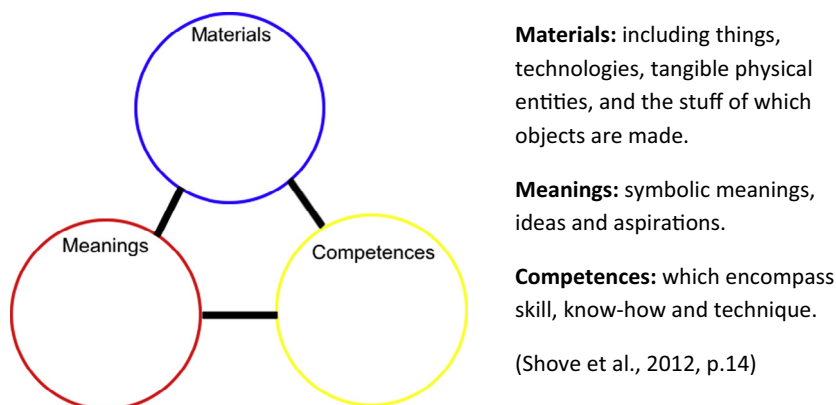 Materials
Meanings
Competences
Materials: including things,
technologies, tangible physical
entities, and the stuff of which
objects are made.
Meanings: symbolic meanings,
ideas and aspirations.
Competences: which encompass
skill, know-how and technique.
(Shove et al., 2012, p.14)